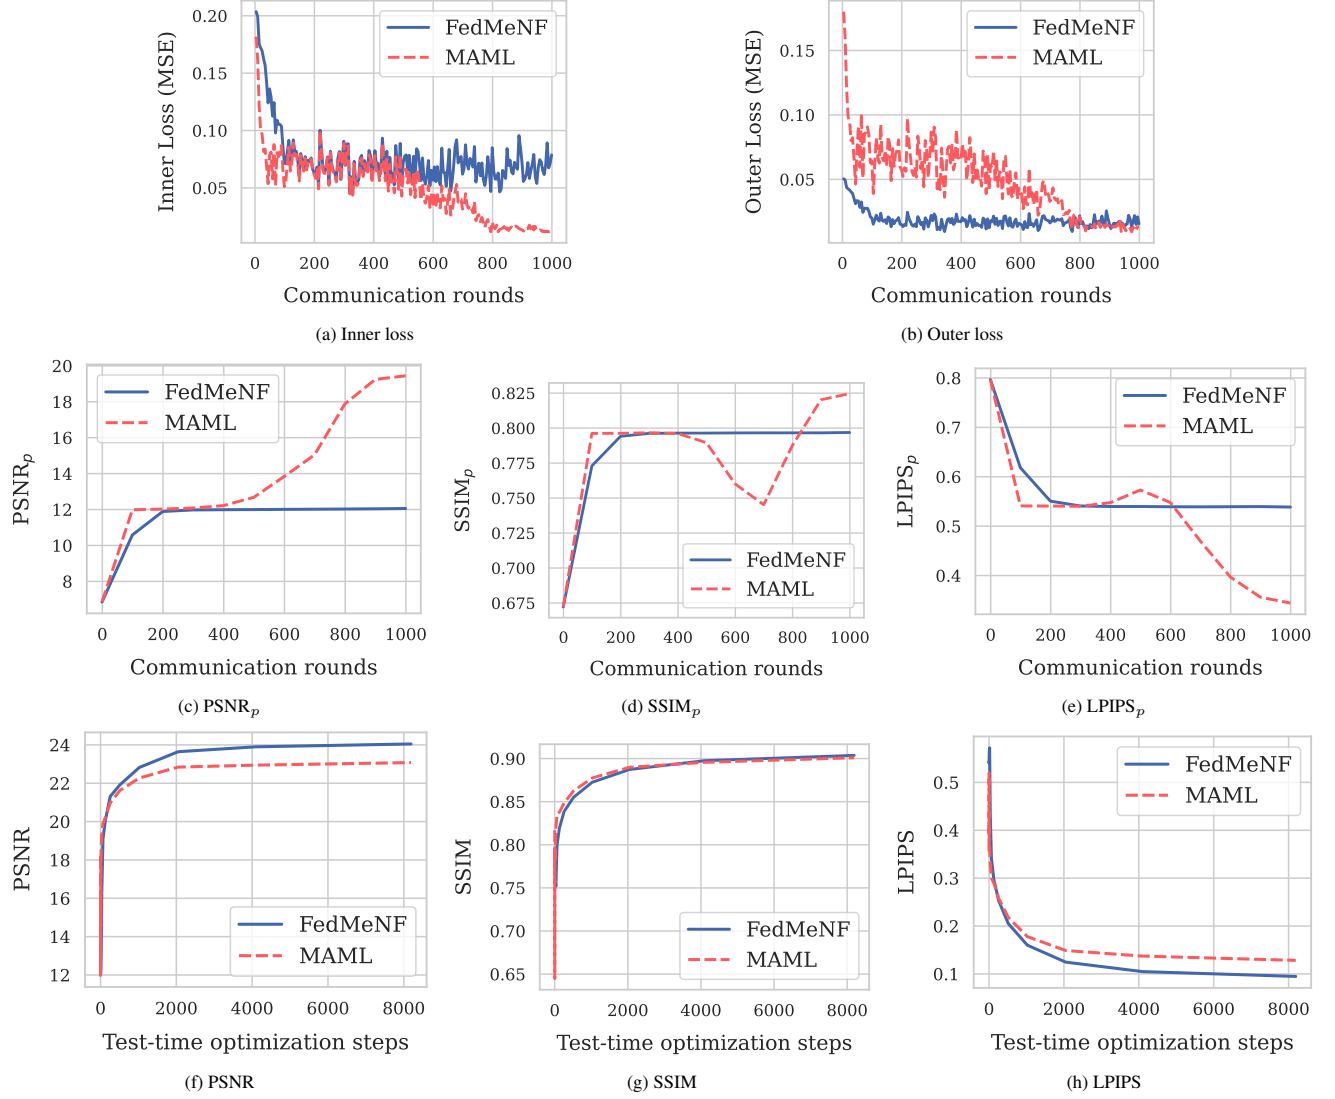 0.20
0.15
0.10
0.05
Inner Loss (MSE)
FedMeNF
MAML
0 200 400 600 800 1000
Communication rounds
(a) Inner loss
0.15
0.10
0.05
Outer Loss (MSE)
FedMeNF
MAML
0 200 400 600 800 1000
Communication rounds
(b) Outer loss
20
18
16
14
12
10
8
PSNRₚ
FedMeNF
MAML
0 200 400 600 800 1000
Communication rounds
(c) PSNRₚ
0.825
0.800
0.775
0.750
0.725
0.700
0.675
SSIMₚ
FedMeNF
MAML
0 200 400 600 800 1000
Communication rounds
(d) SSIMₚ
0.8
0.7
0.6
0.5
0.4
LPIPSₚ
FedMeNF
MAML
0 200 400 600 800 1000
Communication rounds
(e) LPIPSₚ
24
22
20
18
16
14
12
PSNR
FedMeNF
MAML
0 2000 4000 6000 8000
Test-time optimization steps
(f) PSNR
0.90
0.85
0.80
0.75
0.70
0.65
SSIM
FedMeNF
MAML
0 2000 4000 6000 8000
Test-time optimization steps
(g) SSIM
0.5
0.4
0.3
0.2
0.1
LPIPS
FedMeNF
MAML
0 2000 4000 6000 8000
Test-time optimization steps
(h) LPIPS